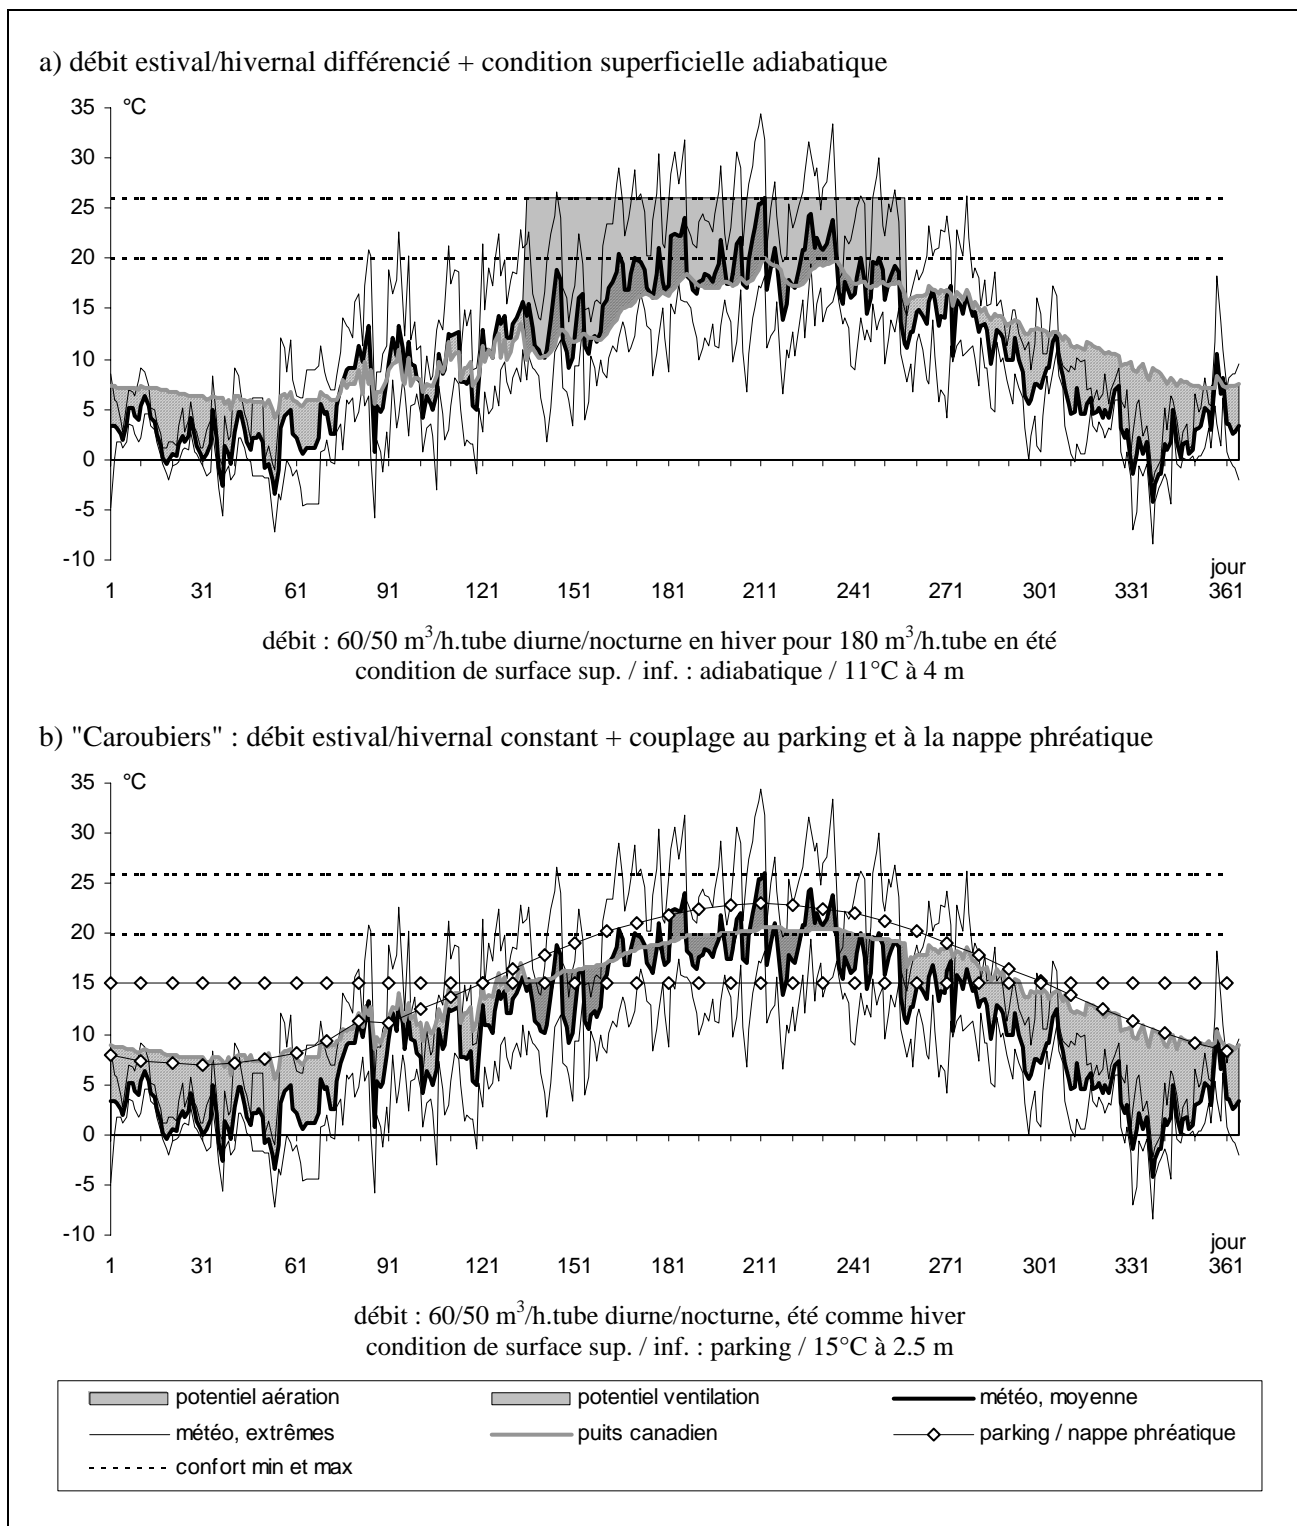 a) débit estival/hivernal différencié + condition superficielle adiabatique
°C
35
30
25
20
15
10
5
0
-5
-10
jour
1 31 61 91 121 151 181 211 241 271 301 331 361
débit : 60/50 m³/h.tube diurne/nocturne en hiver pour 180 m³/h.tube en été
condition de surface sup. / inf. : adiabatique / 11°C à 4 m
b) "Caroubiers" : débit estival/hivernal constant + couplage au parking et à la nappe phréatique
°C
35
30
25
20
15
10
5
0
-5
-10
jour
1 31 61 91 121 151 181 211 241 271 301 331 361
débit : 60/50 m³/h.tube diurne/nocturne, été comme hiver
condition de surface sup. / inf. : parking / 15°C à 2.5 m
potentiel aération potentiel ventilation météo, moyenne
météo, extrêmes puits canadien parking / nappe phréatique
confort min et max